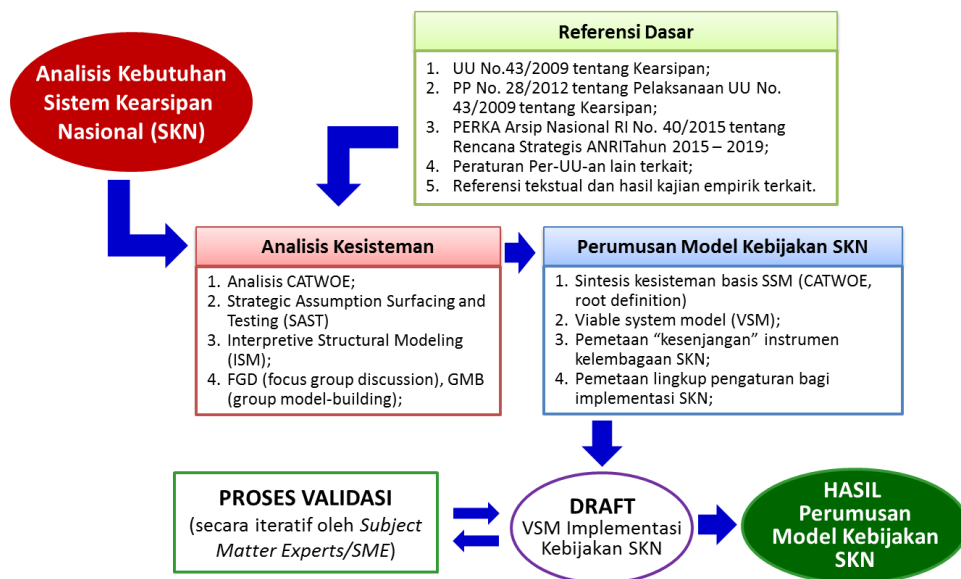 Analisis Kebutuhan
Sistem Kearsipan
Nasional (SKN)
Referensi Dasar
1. UU No.43/2009 tentang Kearsipan;
2. PP No. 28/2012 tentang Pelaksanaan UU No.
43/2009 tentang Kearsipan;
3. PERKA Arsip Nasional RI No. 40/2015 tentang
Rencana Strategis ANRITahun 2015 – 2019;
4. Peraturan Per-UU-an lain terkait;
5. Referensi tekstual dan hasil kajian empirik terkait.
Analisis Kesisteman
1. Analisis CATWOE;
2. Strategic Assumption Surfacing and
Testing (SAST)
3. Interpretive Structural Modeling
(ISM);
4. FGD (focus group discussion), GMB
(group model-building);
Perumusan Model Kebijakan SKN
1. Sintesis kesisteman basis SSM (CATWOE,
root definition)
2. Viable system model (VSM);
3. Pemetaan “kesenjangan” instrumen
kelembagaan SKN;
4. Pemetaan lingkup pengaturan bagi
implementasi SKN;
PROSES VALIDASI
(secara iteratif oleh Subject
Matter Experts/SME)
DRAFT
VSM Implementasi
Kebijakan SKN
HASIL
Perumusan
Model Kebijakan
SKN